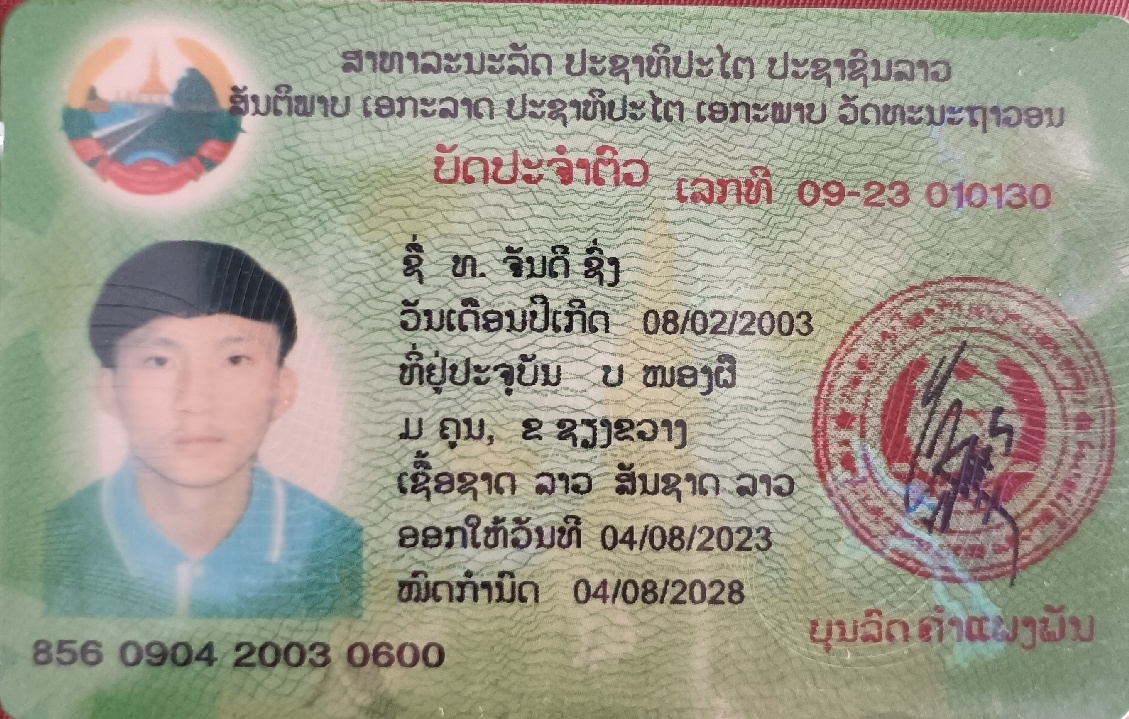 ສາທາລະນະລັດ ປະຊາທິປະໄຕ ປະຊາຊົນລາວ
ສັນຕິພາບ ເອກະລາດ ປະຊາທິປະໄຕ ເອກະພາບ ວັດທະນະຖາວອນ
ບັດປະຈຳຕົວ ເລກທີ 09-23 010130
ຊື່ ທ. ຈັນດີ ຊົ່ງ
ວັນເດືອນປີເກີດ 08/02/2003
ທີ່ຢູ່ປະຈຸບັນ ບ ໜອງຜື
ມ ຄູນ, ຂ ຊຽງຂວາງ
ເຊື້ອຊາດ ລາວ ສັນຊາດ ລາວ
ອອກໃຫ້ວັນທີ 04/08/2023
ໝົດກຳນົດ 04/08/2028
ບຸນລິດ ຄຳແພງພັນ
856 0904 2003 0600